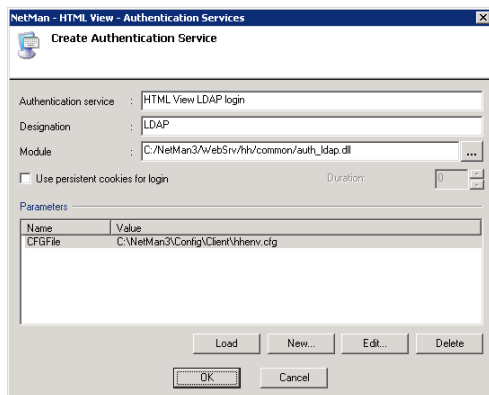 NetMan - HTML View - Authentication Services
Create Authentication Service
Authentication service : HTML View LDAP login
Designation : LDAP
Module : C:/NetMan3/WebSrv/hh/common/auth_ldap.dll ...
Use persistent cookies for login Duration: 0
Parameters
Name Value
CFGFile C:\NetMan3\Config\Client\hhenv.cfg
Load New... Edit... Delete
OK Cancel